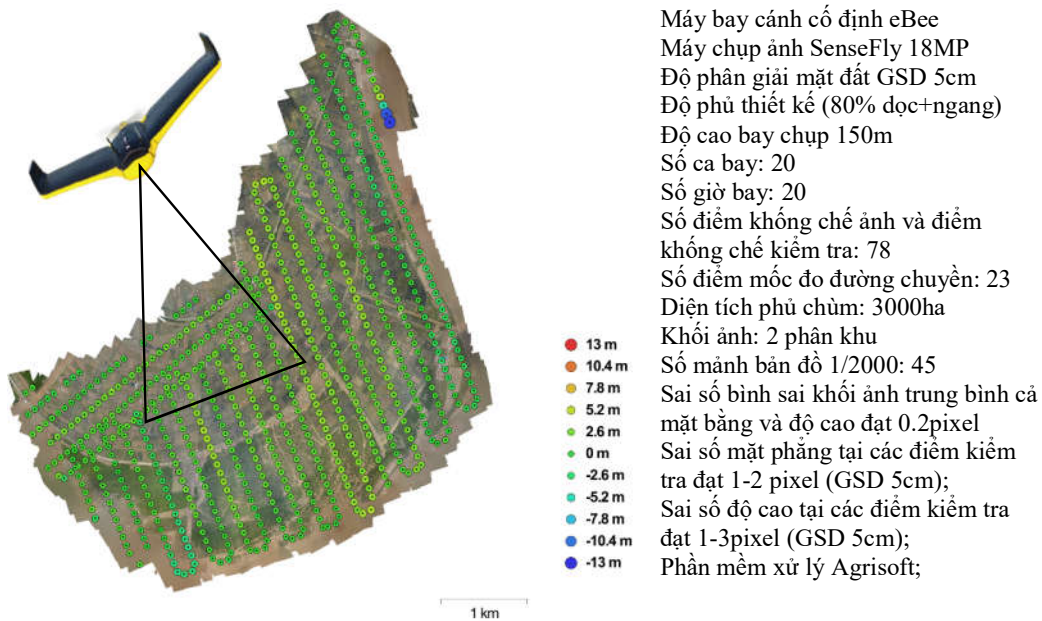 Máy bay cánh cố định eBee
Máy chụp ảnh SenseFly 18MP
Độ phân giải mặt đất GSD 5cm
Độ phủ thiết kế (80% dọc+ngang)
Độ cao bay chụp 150m
Số ca bay: 20
Số giờ bay: 20
Số điểm khống chế ảnh và điểm
khống chế kiểm tra: 78
Số điểm mốc đo đường chuyền: 23
Diện tích phủ chùm: 3000ha
Khối ảnh: 2 phân khu
Số mảnh bản đồ 1/2000: 45
Sai số bình sai khối ảnh trung bình cả
mặt bằng và độ cao đạt 0.2pixel
Sai số mặt phẳng tại các điểm kiểm
tra đạt 1-2 pixel (GSD 5cm);
Sai số độ cao tại các điểm kiểm tra
đạt 1-3pixel (GSD 5cm);
Phần mềm xử lý Agrisoft;
13 m
10.4 m
7.8 m
5.2 m
2.6 m
0 m
-2.6 m
-5.2 m
-7.8 m
-10.4 m
-13 m
1 km